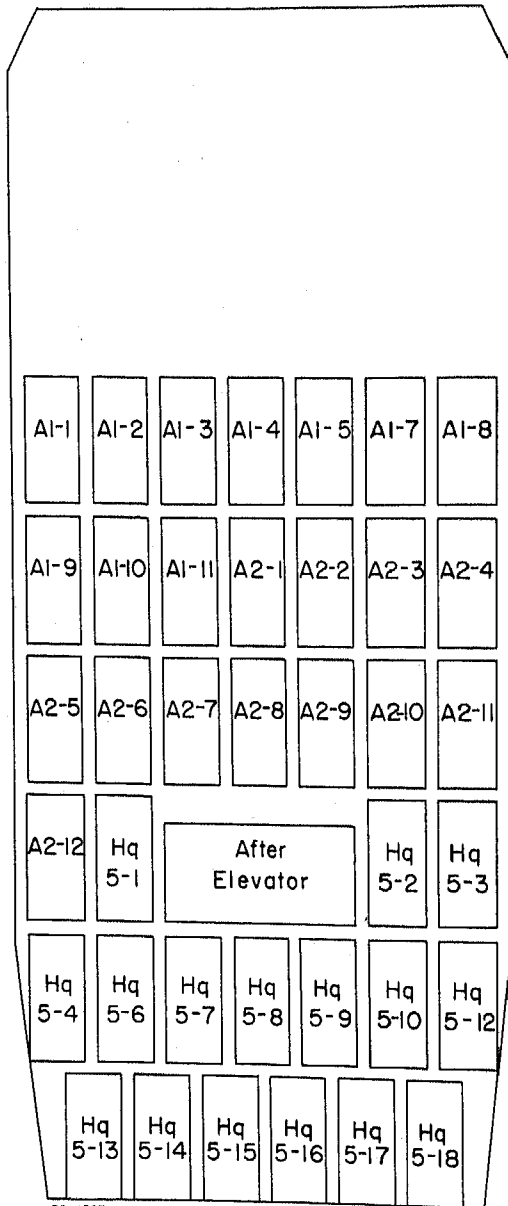 A1-1 A1-2 A1-3 A1-4 A1-5 A1-7 A1-8
A1-9 A1-10 A1-11 A2-1 A2-2 A2-3 A2-4
A2-5 A2-6 A2-7 A2-8 A2-9 A2-10 A2-11
A2-12
Hq
5-1
After
Elevator
Hq
5-2
Hq
5-3
Hq
5-4
Hq
5-6
Hq
5-7
Hq
5-8
Hq
5-9
Hq
5-10
Hq
5-12
Hq
5-13
Hq
5-14
Hq
5-15
Hq
5-16
Hq
5-17
Hq
5-18